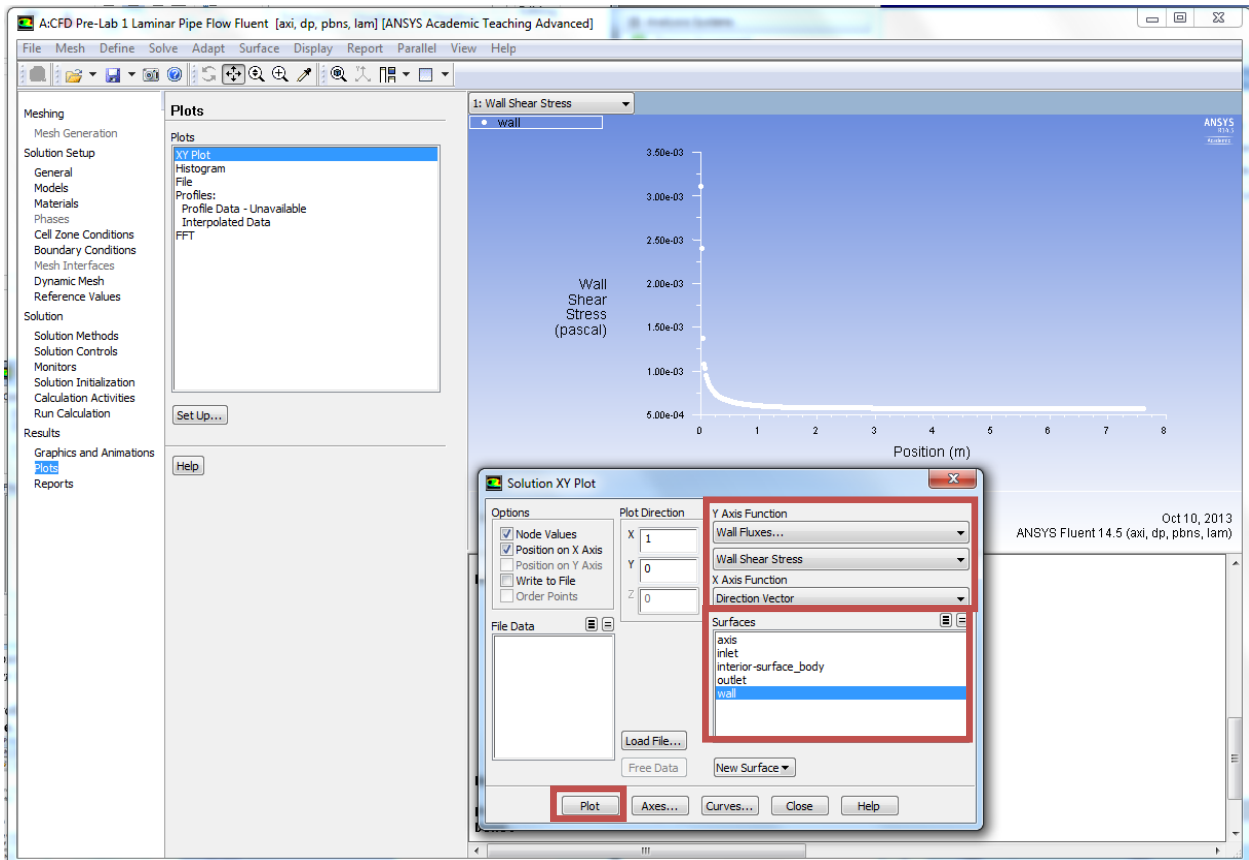 A:CFD Pre-Lab 1 Laminar Pipe Flow Fluent [axi, dp, pbns, lam] [ANSYS Academic Teaching Advanced]
File Mesh Define Solve Adapt Surface Display Report Parallel View Help
Meshing
Mesh Generation
Solution Setup
General
Models
Materials
Phases
Cell Zone Conditions
Boundary Conditions
Mesh Interfaces
Dynamic Mesh
Reference Values
Solution
Solution Methods
Solution Controls
Monitors
Solution Initialization
Calculation Activities
Run Calculation
Results
Graphics and Animations
Plots
Reports
Plots
Plots
XY Plot
Histogram
File
Profiles:
Profile Data - Unavailable
Interpolated Data
FFT
Set Up...
Help
1: Wall Shear Stress
wall
ANSYS
R14.5
Academic
3.50e-03
3.00e-03
2.50e-03
2.00e-03
1.50e-03
1.00e-03
5.00e-04
Wall
Shear
Stress
(pascal)
0 1 2 3 4 5 6 7 8
Position (m)
Oct 10, 2013
ANSYS Fluent 14.5 (axi, dp, pbns, lam)
Solution XY Plot
Options
Node Values
Position on X Axis
Position on Y Axis
Write to File
Order Points
Plot Direction
X 1
Y 0
Z 0
Y Axis Function
Wall Fluxes...
Wall Shear Stress
X Axis Function
Direction Vector
File Data
Surfaces
axis
inlet
interior-surface_body
outlet
wall
Load File...
Free Data
New Surface
Plot Axes... Curves... Close Help